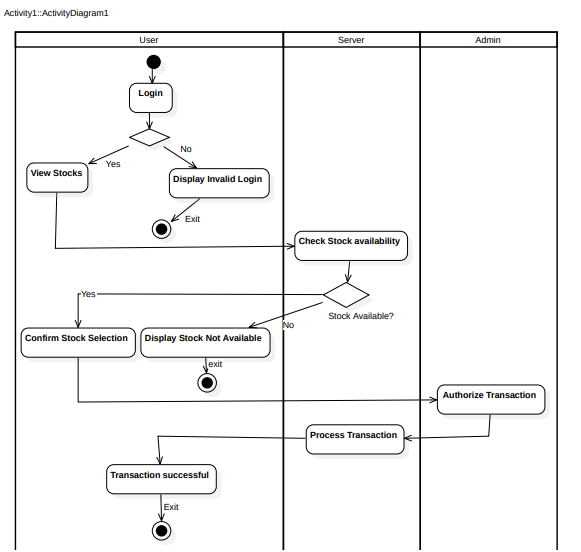 Activity1::ActivityDiagram1
User
Server
Admin
Login
No
Yes
View Stocks
Display Invalid Login
Exit
Check Stock availability
Yes
Stock Available?
No
Confirm Stock Selection
Display Stock Not Available
exit
Authorize Transaction
Process Transaction
Transaction successful
Exit